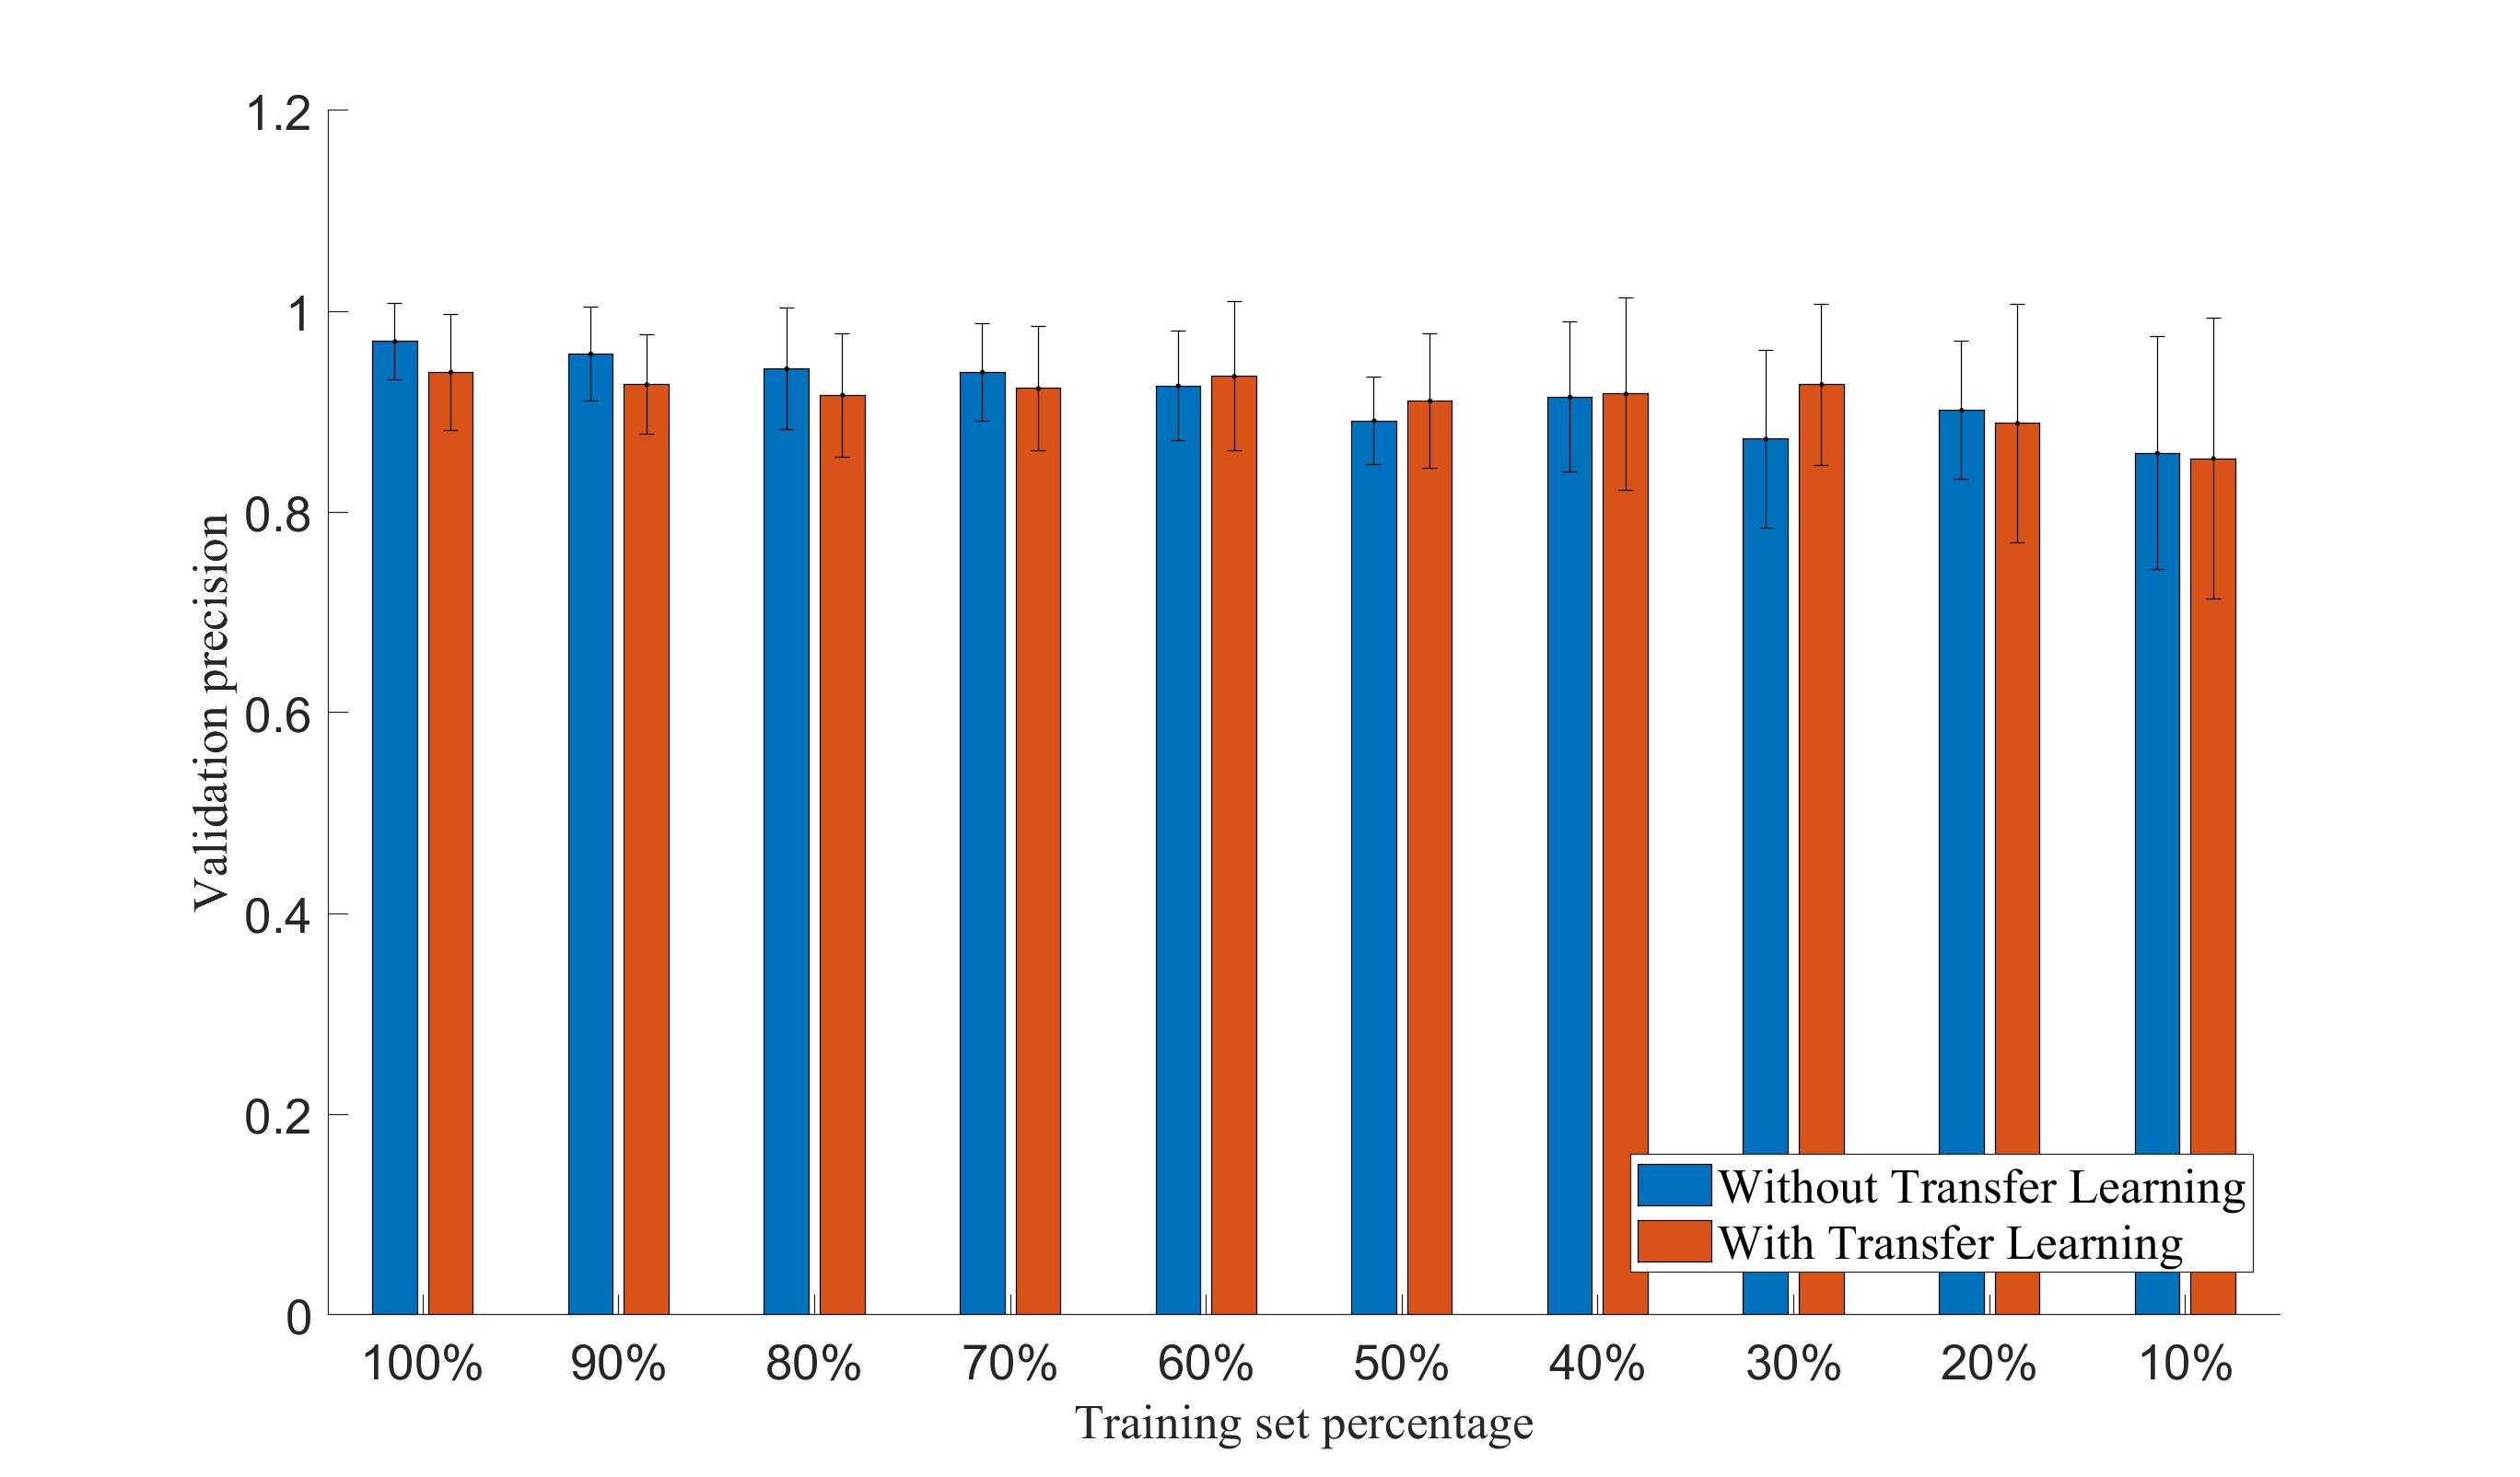 1.2
1
0.8
0.6
0.4
0.2
0
Validation precision
Without Transfer Learning
With Transfer Learning
100% 90% 80% 70% 60% 50% 40% 30% 20% 10%
Training set percentage